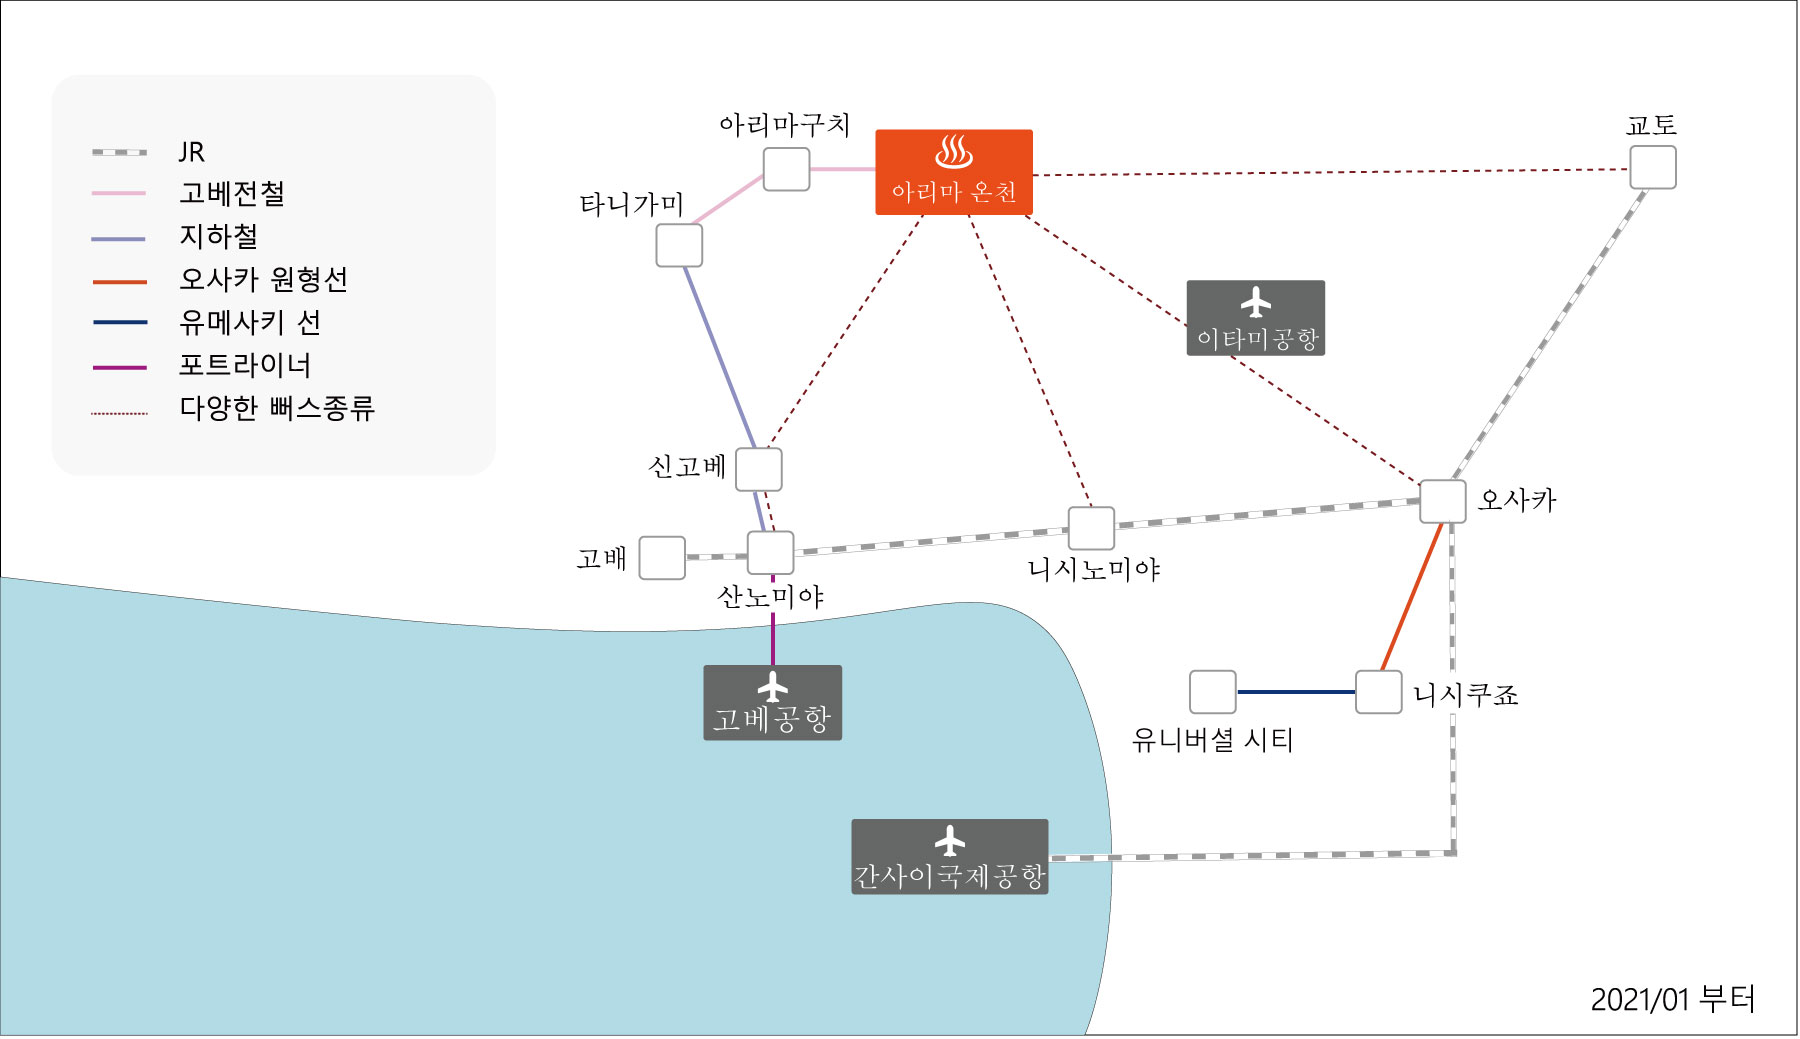 JR
고베전철
지하철
오사카 원형선
유메사키 선
포트라이너
다양한 뻐스종류
아리마구치
아리마 온천
교토
타니가미
이타미공항
신고베
오사카
고배
산노미야
니시노미야
고베공항
니시쿠죠
유니버셜 시티
간사이국제공항
2021/01 부터